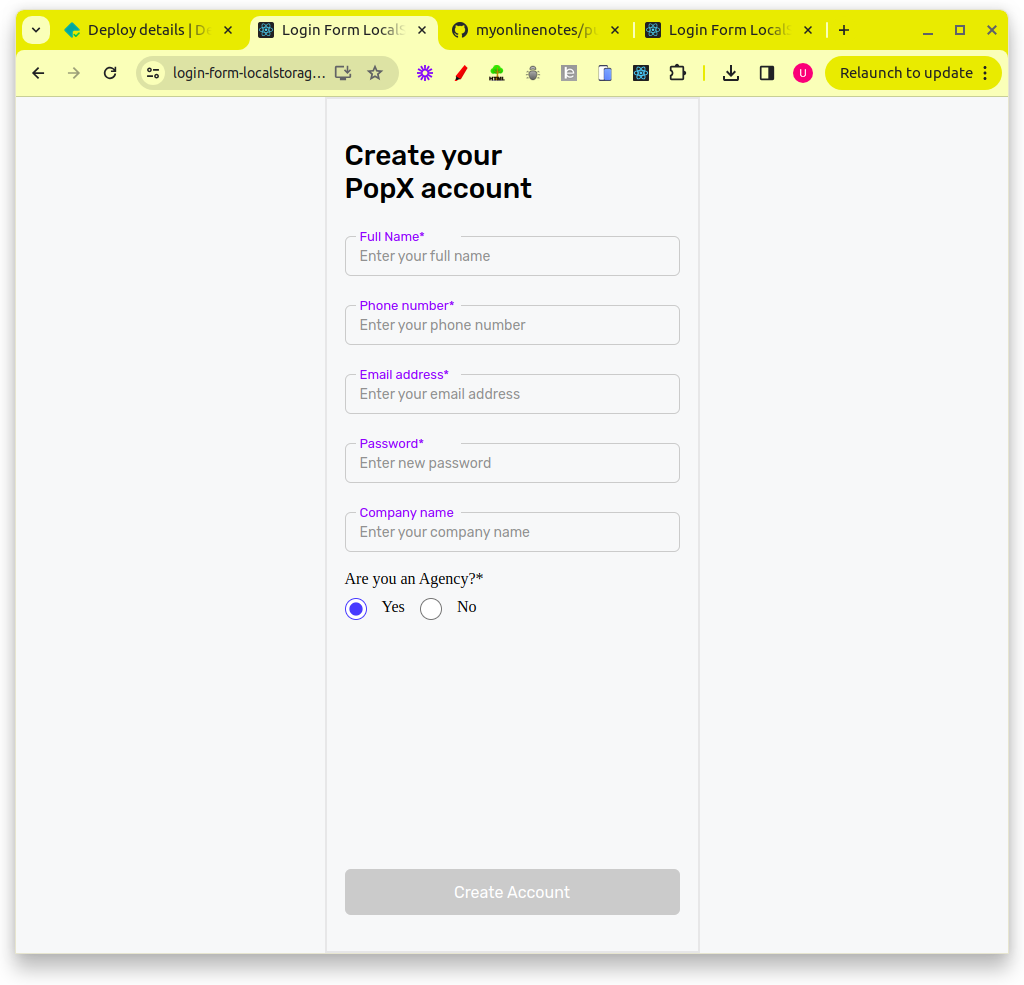 Deploy details | De
Login Form LocalS
myonlinenotes/pu
Login Form LocalS
login-form-localstorag...
HTML
U
Relaunch to update
Create your
PopX account
Full Name*
Enter your full name
Phone number*
Enter your phone number
Email address*
Enter your email address
Password*
Enter new password
Company name
Enter your company name
Are you an Agency?*
Yes No
Create Account